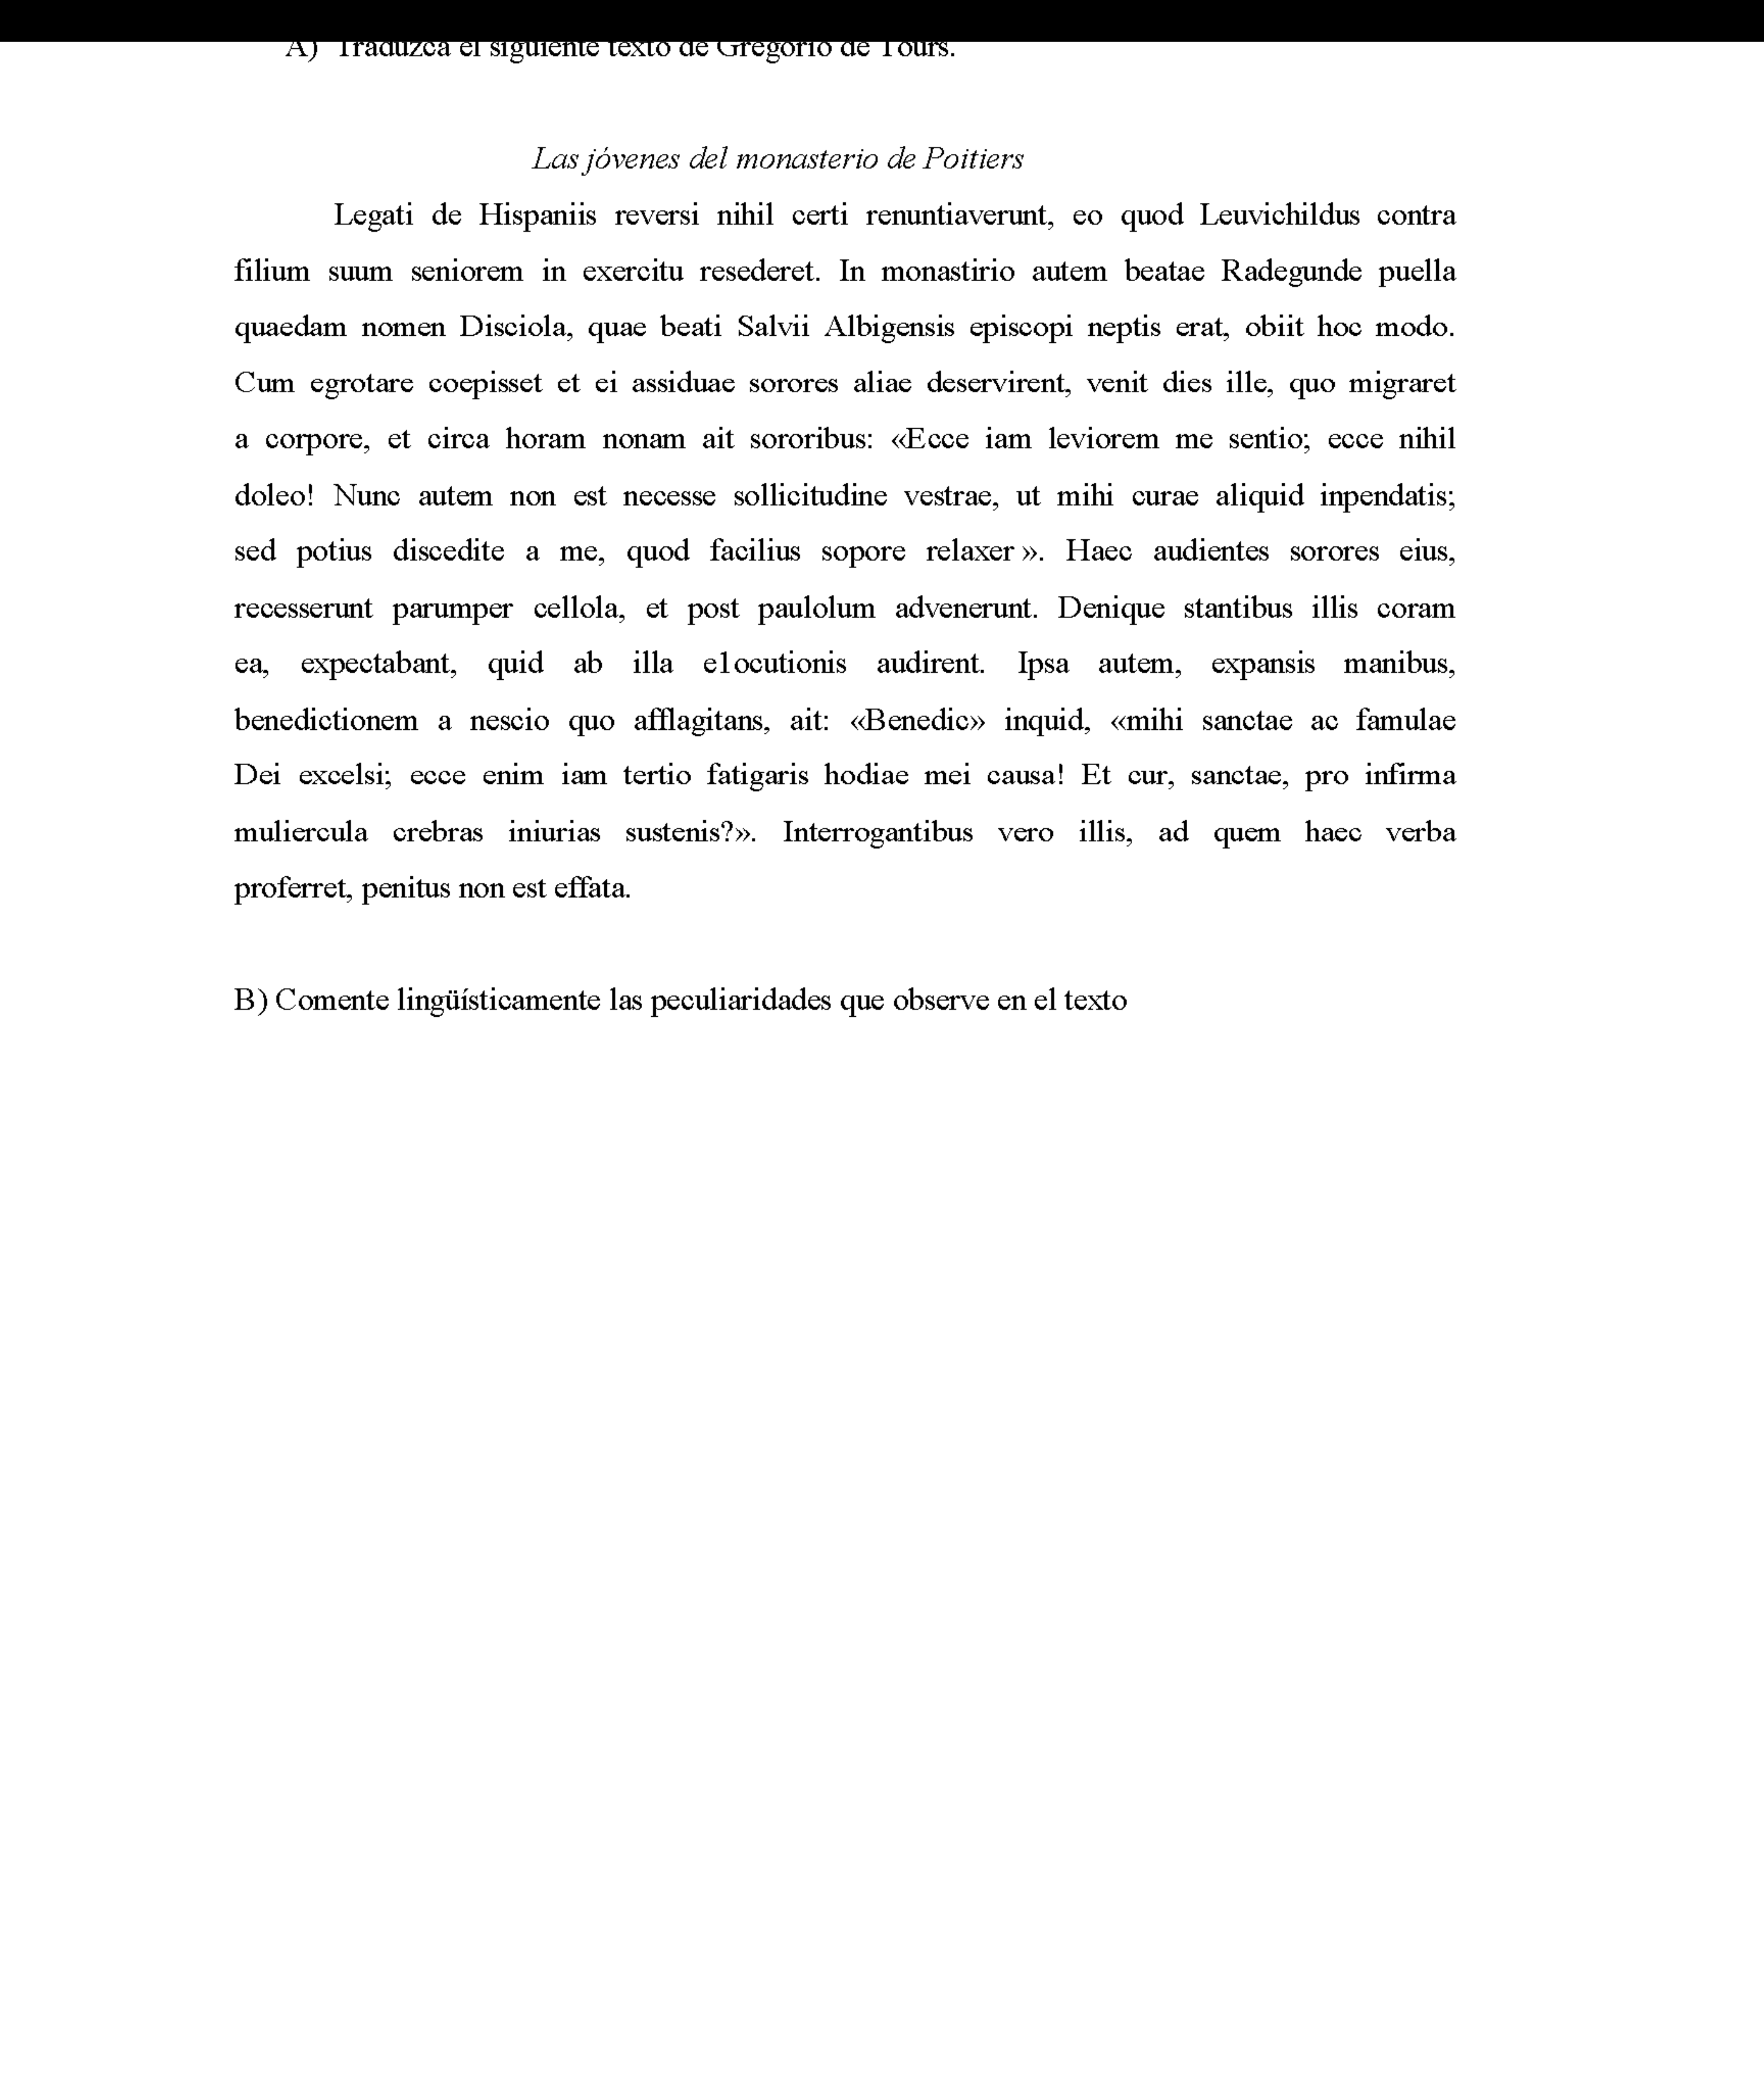 A) Traduzca el siguiente texto de Gregorio de Tours.
Las jóvenes del monasterio de Poitiers
Legati de Hispaniis reversi nihil certi renuntiaverunt, eo quod Leuvichildus contra
filium suum seniorem in exercitu resederet. In monastirio autem beatae Radegunde puella
quaedam nomen Disciola, quae beati Salvii Albigensis episcopi neptis erat, obiit hoc modo.
Cum egrotare coepisset et ei assiduae sorores aliae deservirent, venit dies ille, quo migraret
a corpore, et circa horam nonam ait sororibus: «Ecce iam leviorem me sentio; ecce nihil
doleo! Nunc autem non est necesse sollicitudine vestrae, ut mihi curae aliquid inpendatis;
sed potius discedite a me, quod facilius sopore relaxer ». Haec audientes sorores eius,
recesserunt parumper cellola, et post paulolum advenerunt. Denique stantibus illis coram
ea, expectabant, quid ab illa e1ocutionis audirent. Ipsa autem, expansis manibus,
benedictionem a nescio quo afflagitans, ait: «Benedic» inquid, «mihi sanctae ac famulae
Dei excelsi; ecce enim iam tertio fatigaris hodiae mei causa! Et cur, sanctae, pro infirma
muliercula crebras iniurias sustenis?». Interrogantibus vero illis, ad quem haec verba
proferret, penitus non est effata.
B) Comente lingüísticamente las peculiaridades que observe en el texto